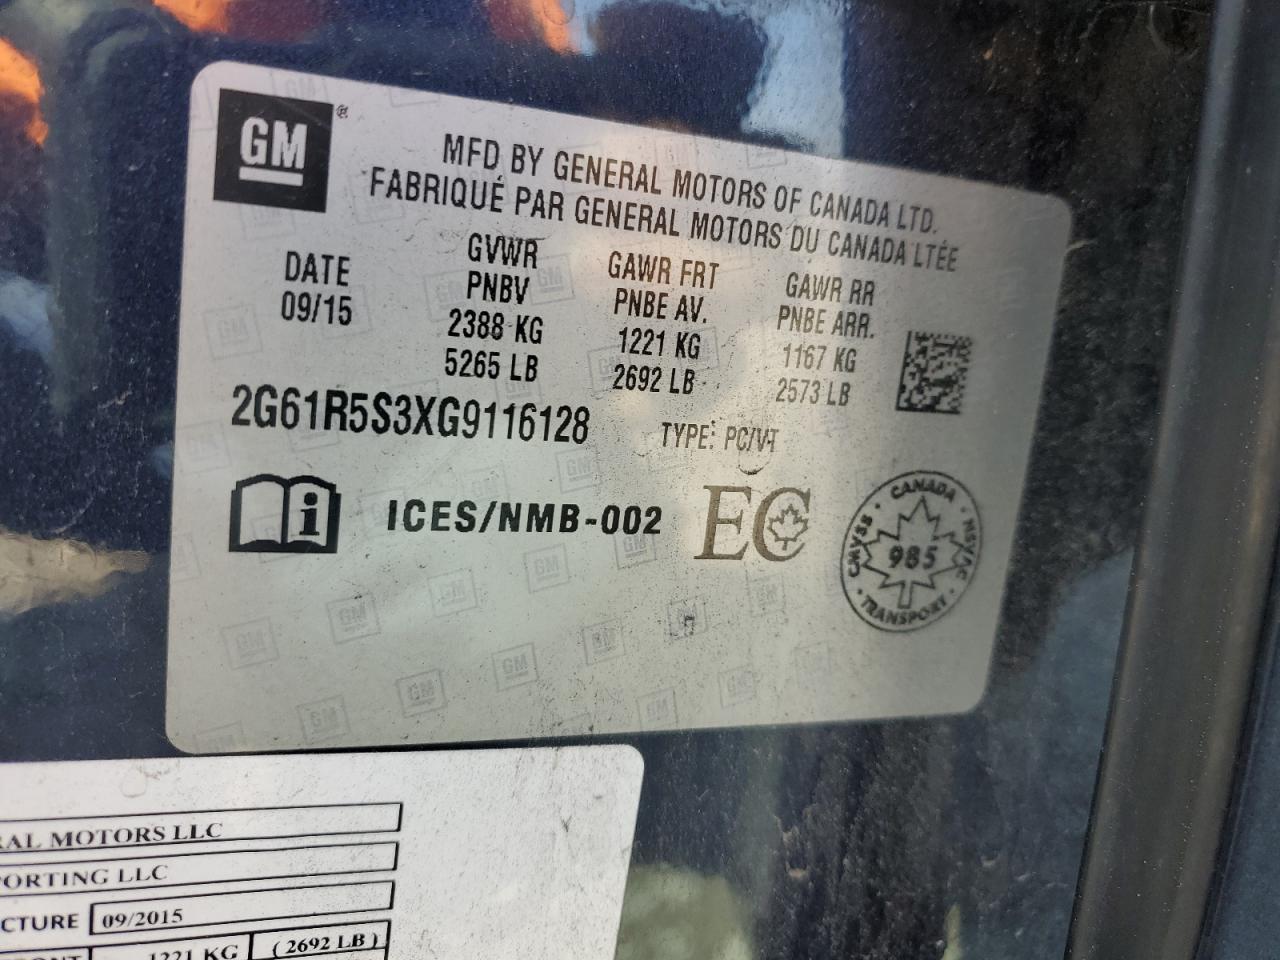 GM®
MFD BY GENERAL MOTORS OF CANADA LTD.
FABRIQUÉ PAR GENERAL MOTORS DU CANADA LTÉE
DATE
09/15
GVWR
PNBV
2388 KG
5265 LB
GAWR FRT
PNBE AV.
1221 KG
2692 LB
GAWR RR
PNBE ARR.
1167 KG
2573 LB
2G61R5S3XG9116128
TYPE: PC/VT
i ICES/NMB-002 EC
CANADA
CMVSS 985 NSVAC
TRANSPORT
MOTORS LLC
LLC
09/2015
1221 KG (2692 LB)